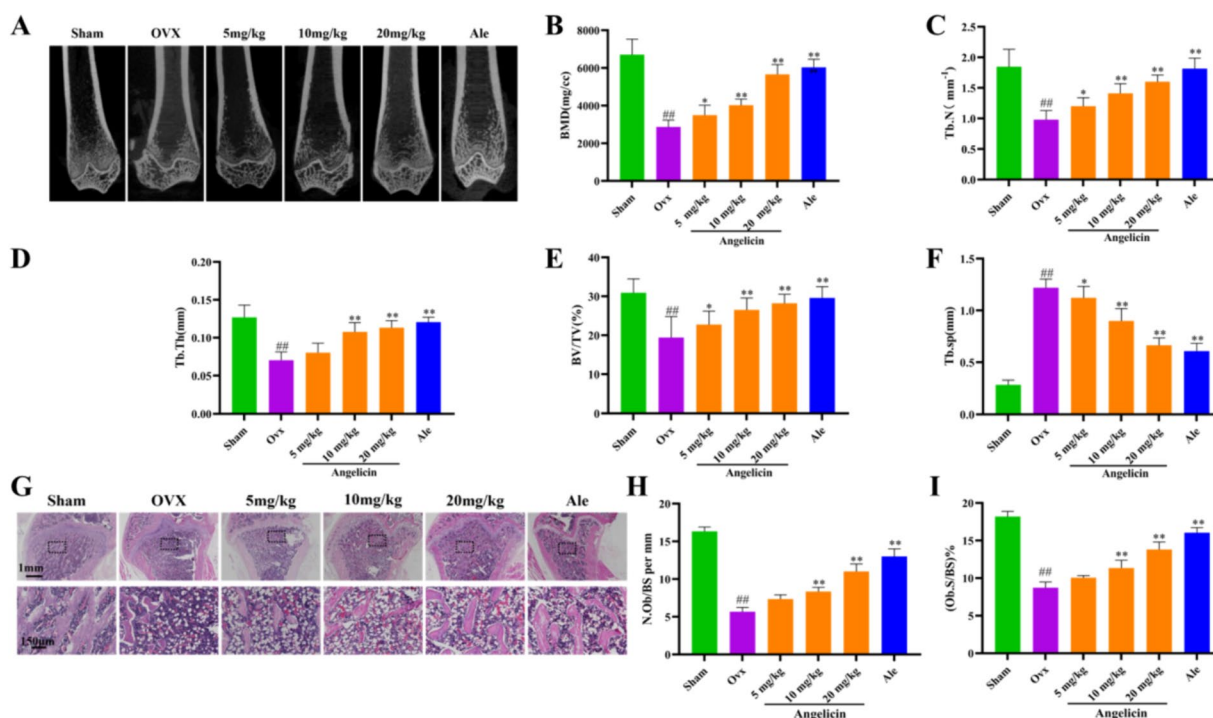 A
Sham OVX 5mg/kg 10mg/kg 20mg/kg Ale
B
BMD(mg/cc)
8000
6000
4000
2000
0
##
*
**
**
**
Sham
Ovx
5 mg/kg
10 mg/kg
20 mg/kg
Ale
Angelicin
C
Tb.N( mm-1)
2.5
2.0
1.5
1.0
0.5
0.0
##
*
**
**
**
Sham
Ovx
5 mg/kg
10 mg/kg
20 mg/kg
Ale
Angelicin
D
Tb.Th(mm)
0.20
0.15
0.10
0.05
0.00
##
**
**
**
Sham
Ovx
5 mg/kg
10 mg/kg
20 mg/kg
Ale
Angelicin
E
BV/TV(%)
40
30
20
10
0
##
*
**
**
**
Sham
Ovx
5 mg/kg
10 mg/kg
20 mg/kg
Ale
Angelicin
F
Tb.sp(mm)
1.5
1.0
0.5
0.0
##
*
**
**
**
Sham
Ovx
5 mg/kg
10 mg/kg
20 mg/kg
Ale
Angelicin
G
Sham OVX 5mg/kg 10mg/kg 20mg/kg Ale
1mm
150μm
H
N.Ob/BS per mm
20
15
10
5
0
##
**
**
**
Sham
Ovx
5 mg/kg
10 mg/kg
20 mg/kg
Ale
Angelicin
I
(Ob.S/BS)%
20
15
10
5
0
##
**
**
**
Sham
Ovx
5 mg/kg
10 mg/kg
20 mg/kg
Ale
Angelicin